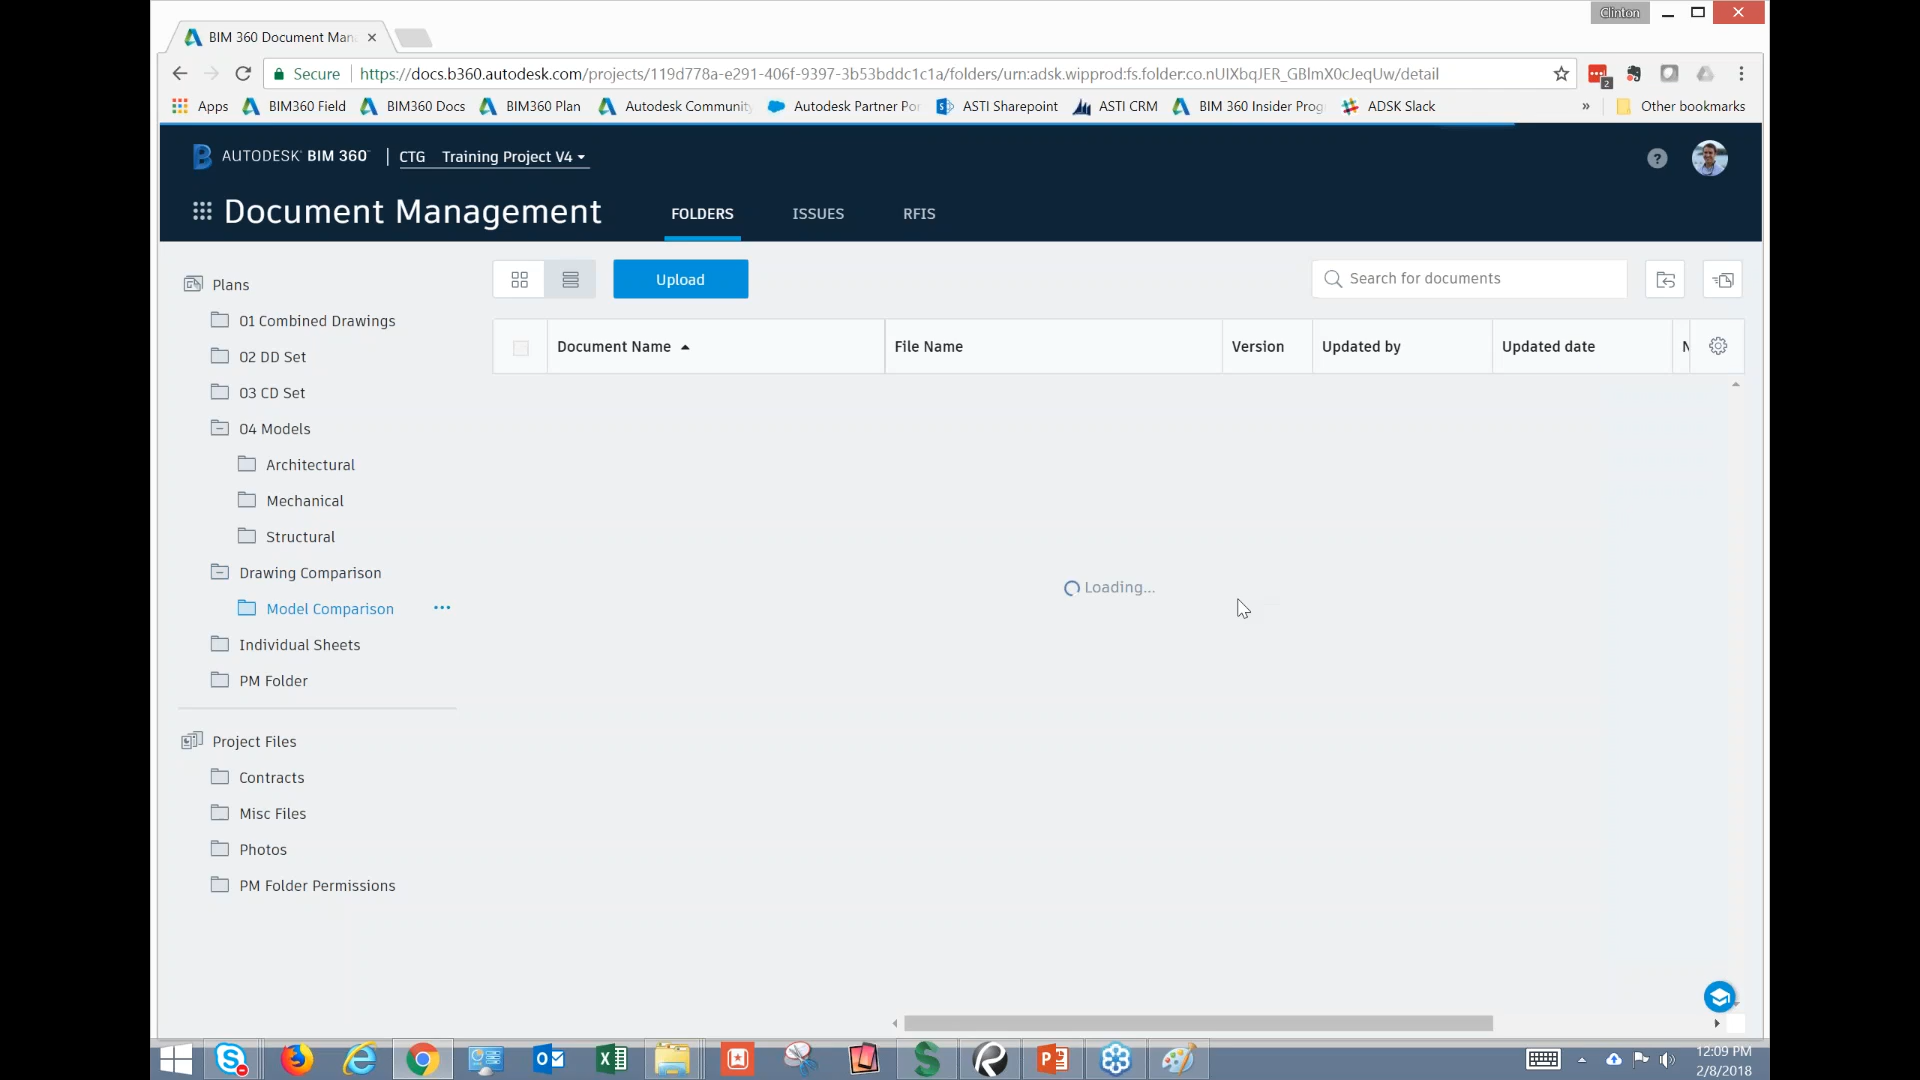 Clinton
BIM 360 Document Man
Secure https://docs.b360.autodesk.com/projects/119d778a-e291-406f-9397-3b53bddc1c1a/folders/urn:adsk.wipprod:fs.folder:co.nUIXbqJER_GBlmX0cJeqUw/detail
2
Apps BIM360 Field BIM360 Docs BIM360 Plan Autodesk Community Autodesk Partner Por ASTI Sharepoint ASTI CRM BIM 360 Insider Prog ADSK Slack » Other bookmarks
AUTODESK® BIM 360™ CTG Training Project V4
Document Management FOLDERS ISSUES RFIS
Plans
Upload
Search for documents
01 Combined Drawings
02 DD Set
03 CD Set
04 Models
Architectural
Mechanical
Structural
Drawing Comparison
Model Comparison
Individual Sheets
PM Folder
Project Files
Contracts
Misc Files
Photos
PM Folder Permissions
Document Name File Name Version Updated by Updated date
Loading...
12:09 PM
2/8/2018